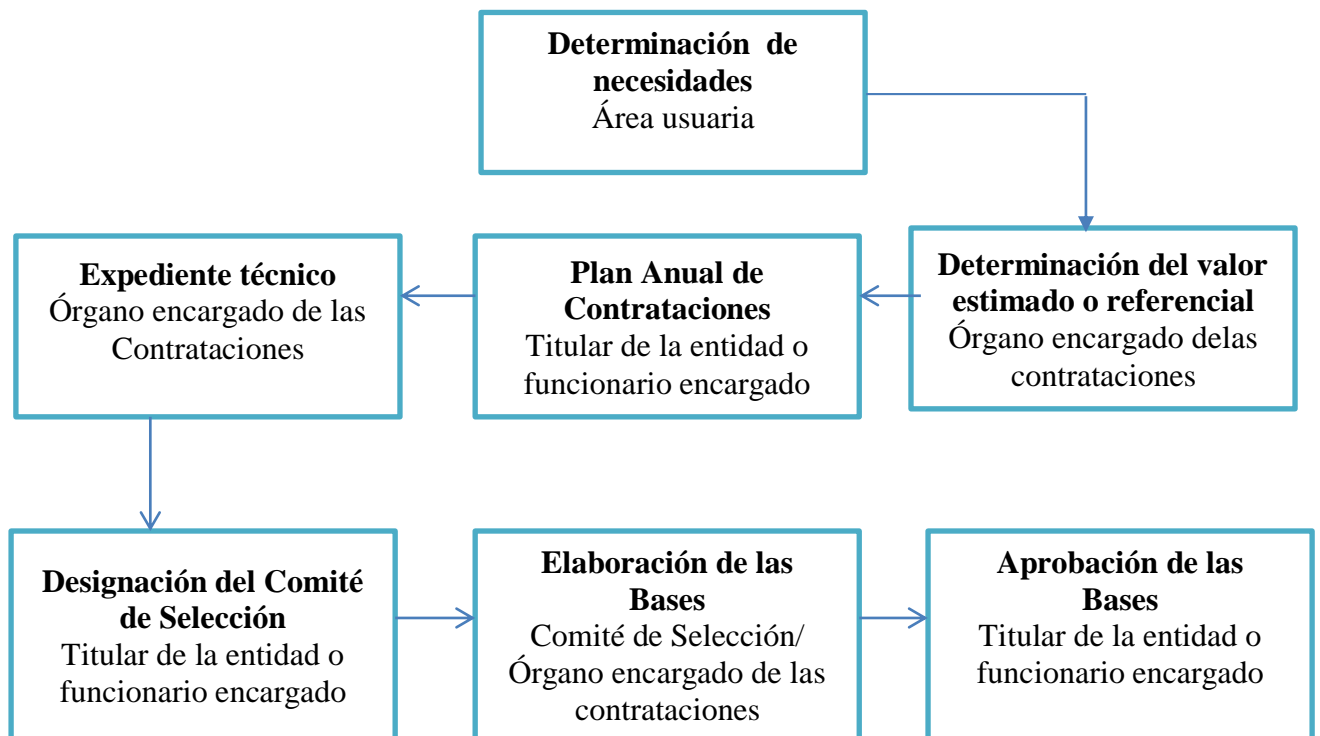 Determinación de
necesidades
Área usuaria
Determinación del valor
estimado o referencial
Órgano encargado delas
contrataciones
Plan Anual de
Contrataciones
Titular de la entidad o
funcionario encargado
Expediente técnico
Órgano encargado de las
Contrataciones
Designación del Comité
de Selección
Titular de la entidad o
funcionario encargado
Elaboración de las
Bases
Comité de Selección/
Órgano encargado de las
contrataciones
Aprobación de las
Bases
Titular de la entidad o
funcionario encargado